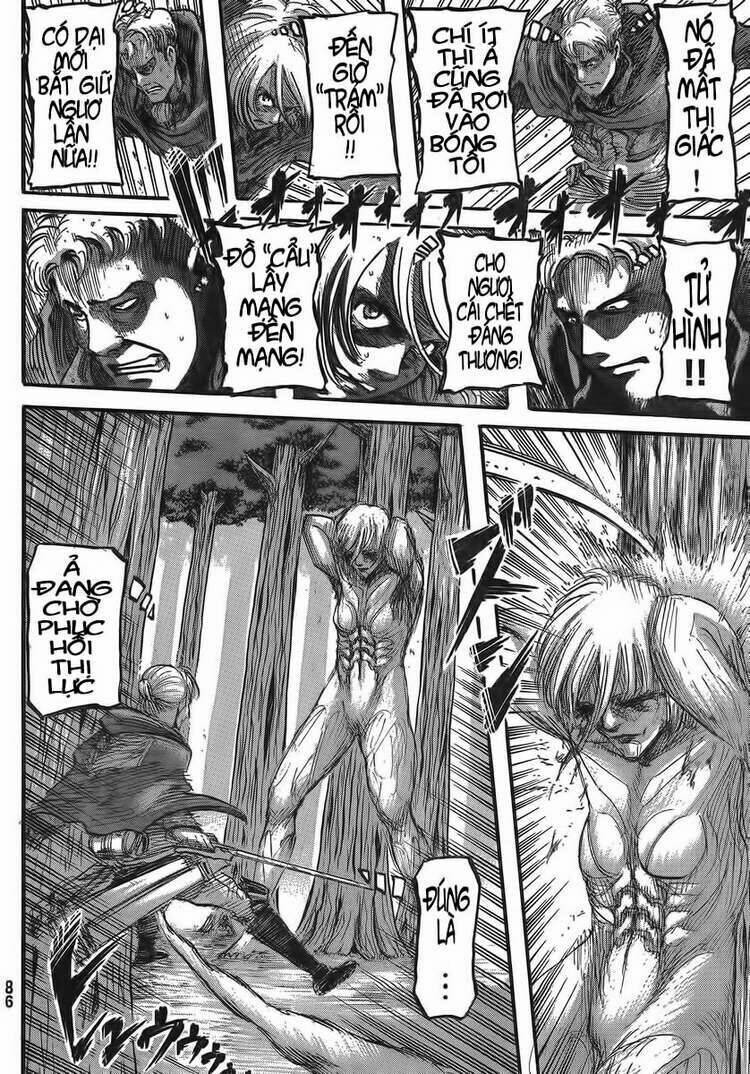 NÓ ĐÃ
MẤT THỊ
GIÁC
!
CHÍ ÍT
THÌ Ả
CŨNG
ĐÃ RƠI
VÀO
BÓNG
TỐI
ĐẾN
GIỜ
"TRẢM"
RỒI
!!
CÓ DẠI
MỚI
BẮT GIỮ
NGƯƠI
LẦN
NỮA!!
TỬ
HÌNH
!!
CHO
NGƯƠI
CÁI CHẾT
ĐÁNG
THƯƠNG!
ĐỒ "CẨU"
LẤY
MẠNG
ĐỀN
MẠNG!
Ả
ĐANG
CHỜ
PHỤC
HỒI
THỊ
LỰC
ĐÚNG
LÀ
...
86